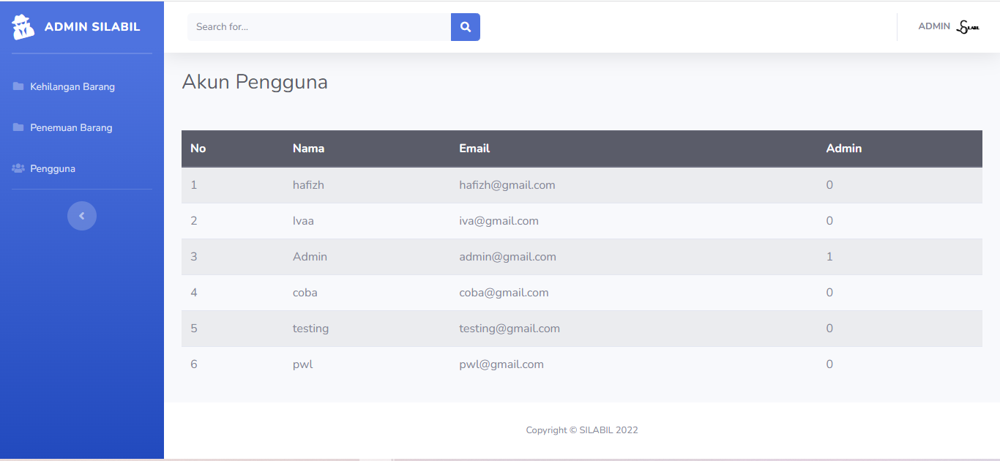 ADMIN SILABIL
Search for...
ADMIN SILABIL
Kehilangan Barang
Penemuan Barang
Pengguna
Akun Pengguna
No Nama Email Admin
1 hafizh hafizh@gmail.com 0
2 Ivaa iva@gmail.com 0
3 Admin admin@gmail.com 1
4 coba coba@gmail.com 0
5 testing testing@gmail.com 0
6 pwl pwl@gmail.com 0
Copyright © SILABIL 2022